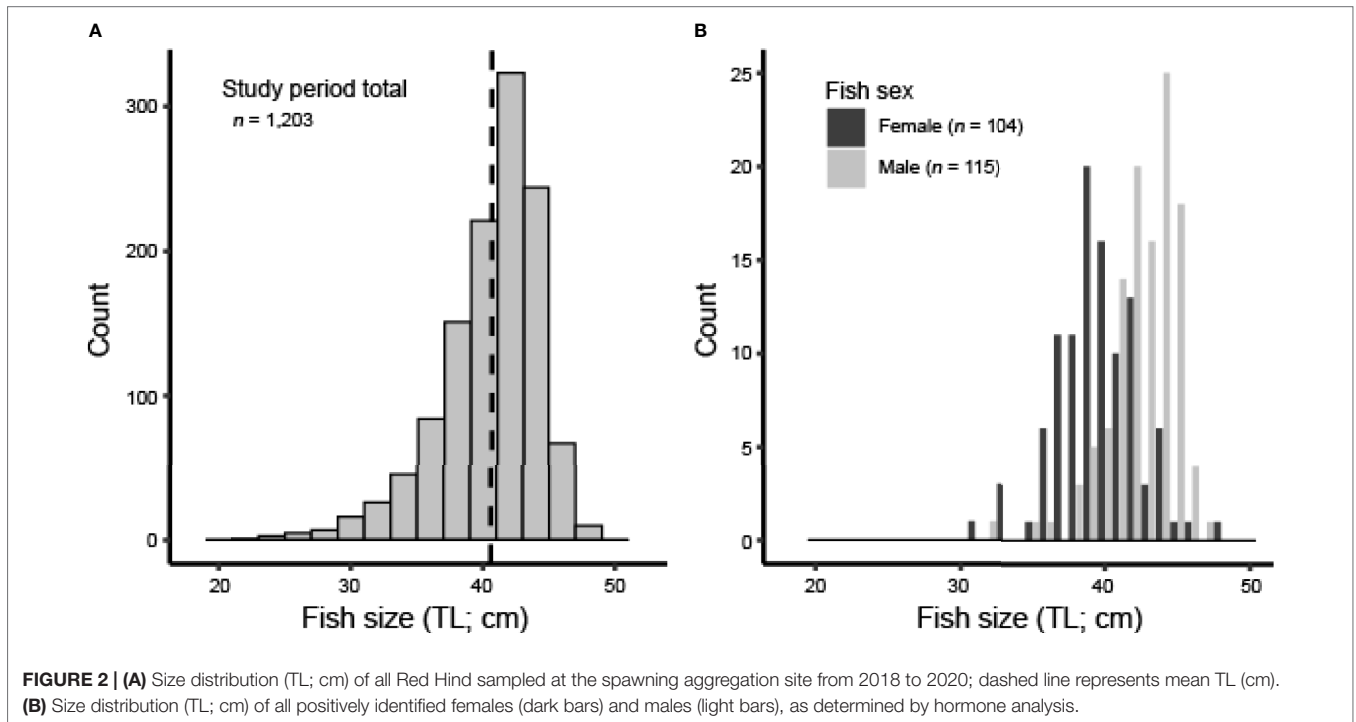 A
Study period total
n = 1,203
300
200
100
0
Count
20 30 40 50
Fish size (TL; cm)
B
Fish sex
Female (n = 104)
Male (n = 115)
25
20
15
10
5
0
Count
20 30 40 50
Fish size (TL; cm)
FIGURE 2 | (A) Size distribution (TL; cm) of all Red Hind sampled at the spawning aggregation site from 2018 to 2020; dashed line represents mean TL (cm).
(B) Size distribution (TL; cm) of all positively identified females (dark bars) and males (light bars), as determined by hormone analysis.